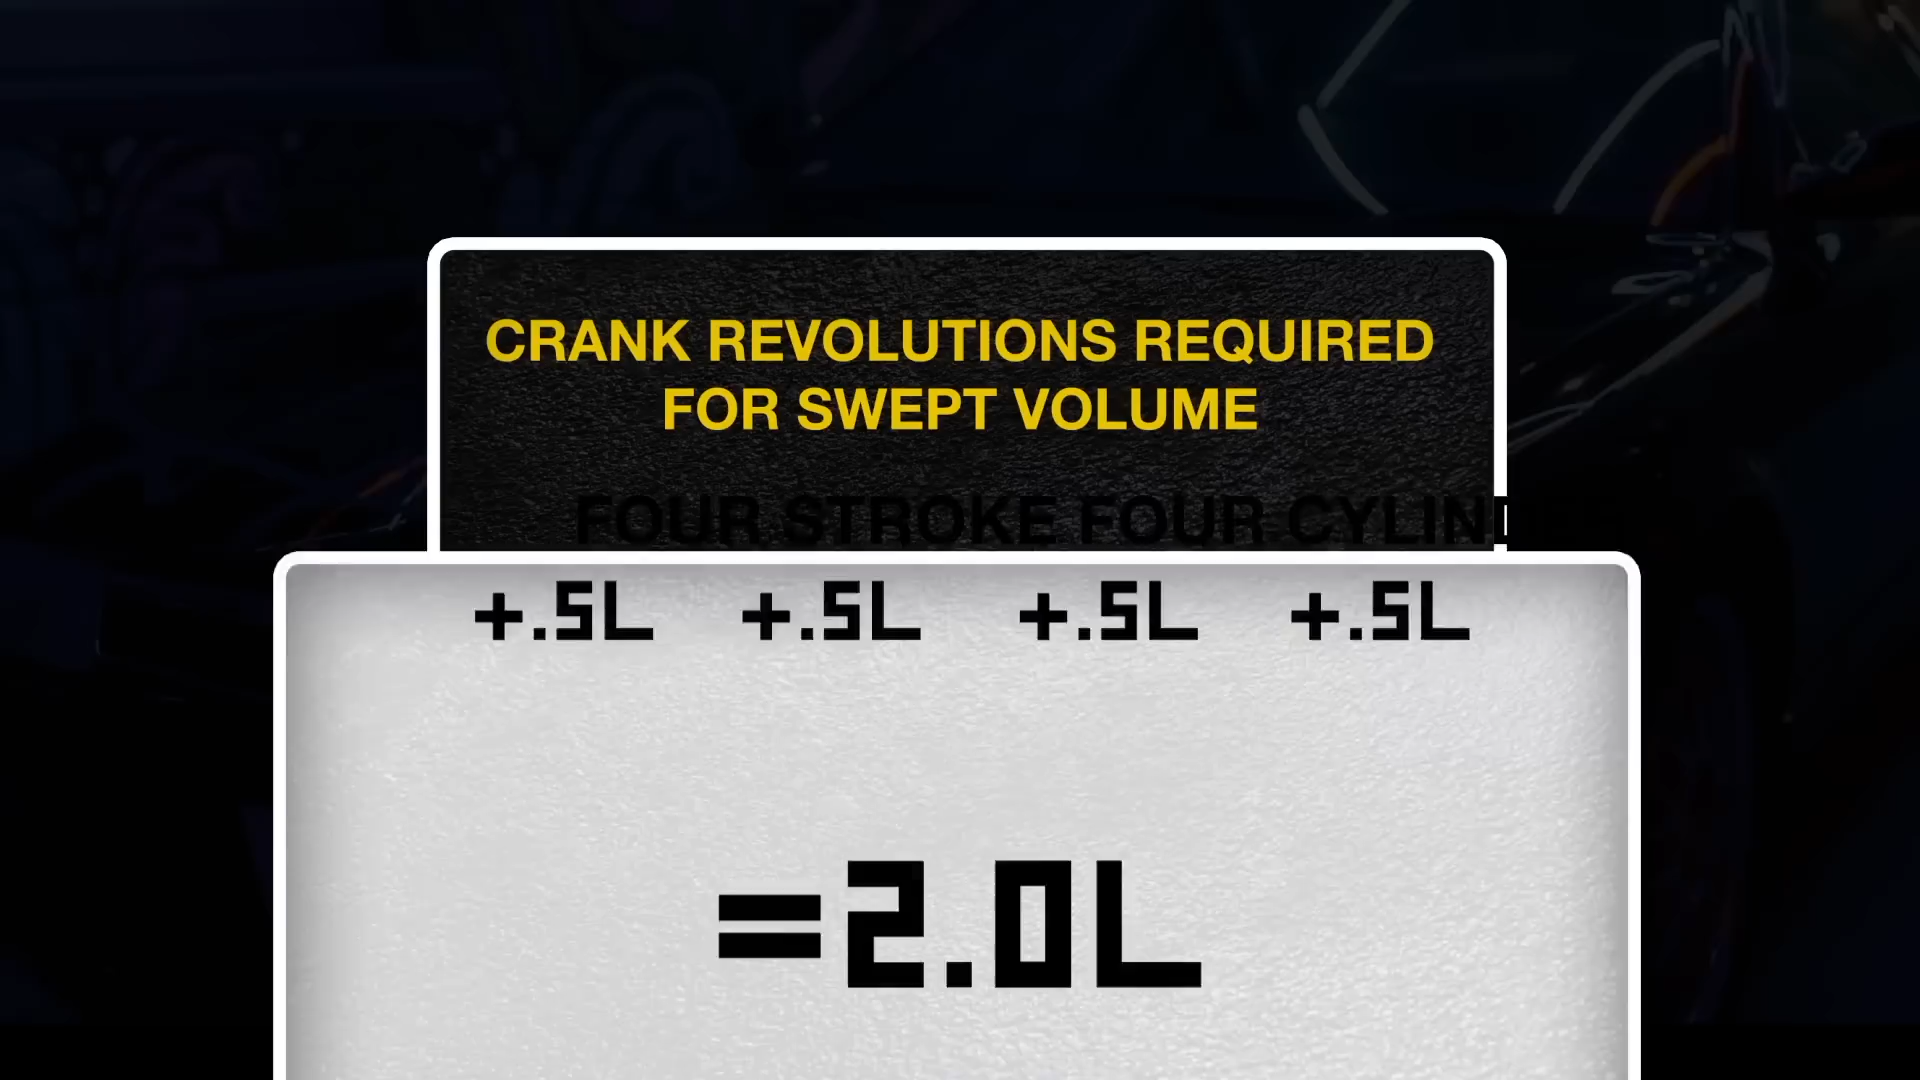 CRANK REVOLUTIONS REQUIRED
FOR SWEPT VOLUME
FOUR STROKE FOUR
+.5L +.5L +.5L +.5L
=2.0L